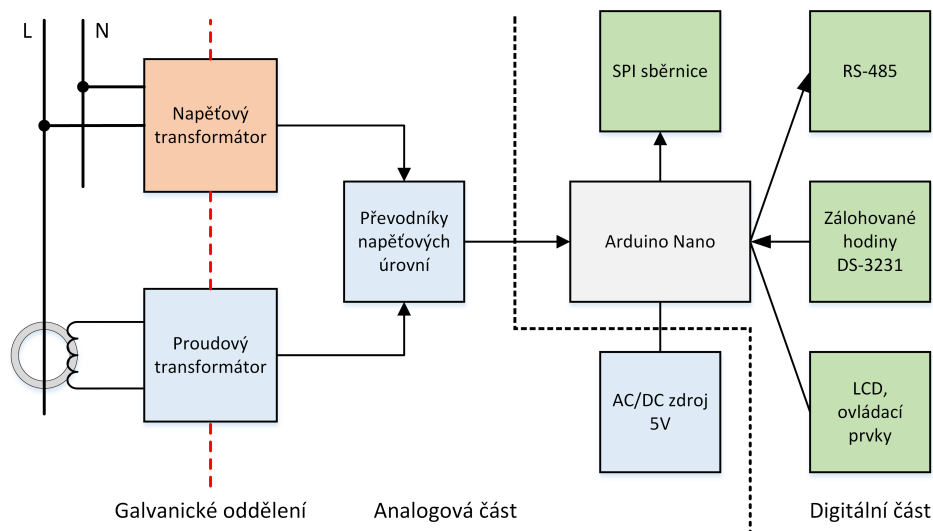 L
N
Napěťový
transformátor
SPI sběrnice
RS-485
Převodníky
napěťových
úrovní
Arduino Nano
Zálohované
hodiny
DS-3231
Proudový
transformátor
AC/DC zdroj
5V
LCD,
ovládací
prvky
Galvanické oddělení
Analogová část
Digitální část